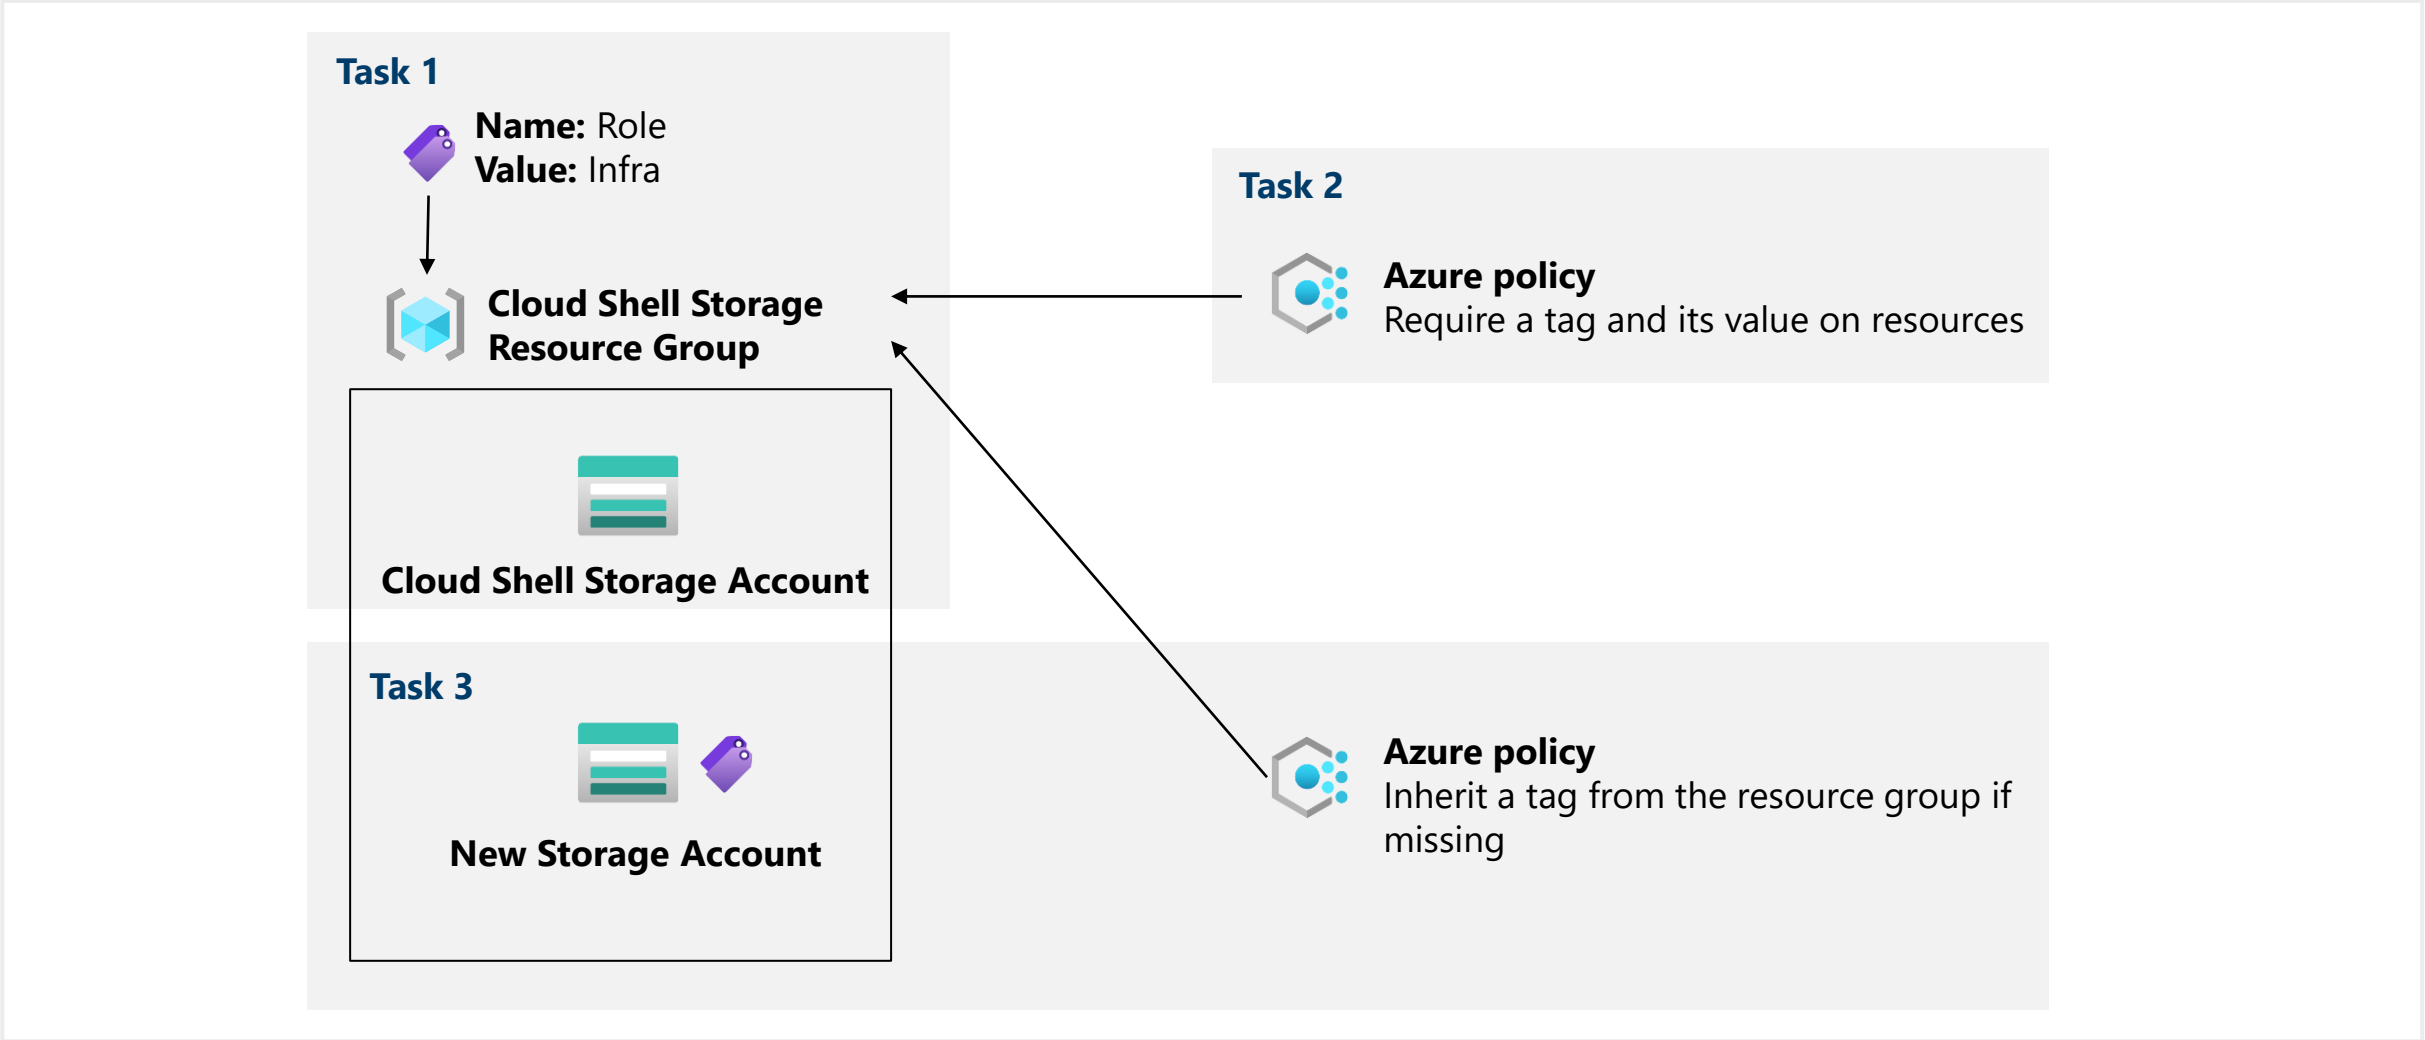 Task 1
Name: Role
Value: Infra
Cloud Shell Storage
Resource Group
Cloud Shell Storage Account
Task 2
Azure policy
Require a tag and its value on resources
Task 3
New Storage Account
Azure policy
Inherit a tag from the resource group if
missing